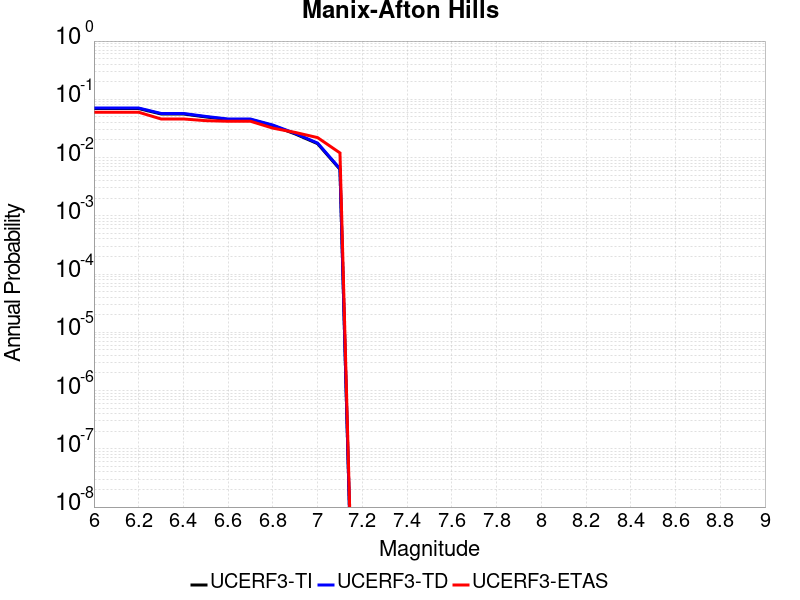 Manix-Afton Hills
10^0
10^-1
10^-2
10^-3
10^-4
10^-5
10^-6
10^-7
10^-8
Annual Probability
6 6.2 6.4 6.6 6.8 7 7.2 7.4 7.6 7.8 8 8.2 8.4 8.6 8.8 9
Magnitude
UCERF3-TI UCERF3-TD UCERF3-ETAS